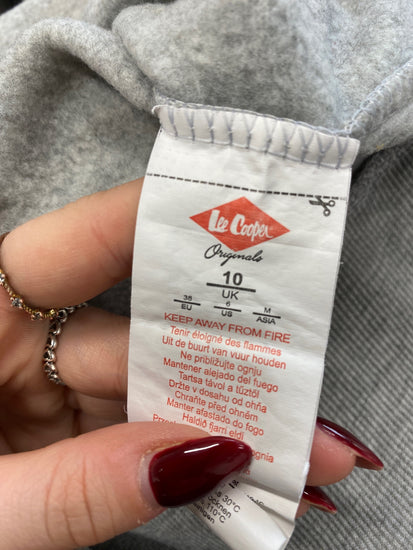 Lee Cooper
Originals
10
UK
38 6 M
EU US ASIA
KEEP AWAY FROM FIRE
Tenir éloigné des flammes
Uit de buurt van vuur houden
Ne približujte ognju
Mantener alejado del fuego
Tartsa távol a tűztől
Držte v dosahu od ohňa
Chraňte před ohněm
Manter afastado do fogo
Haldið fjarri eldi
30°C
110°C